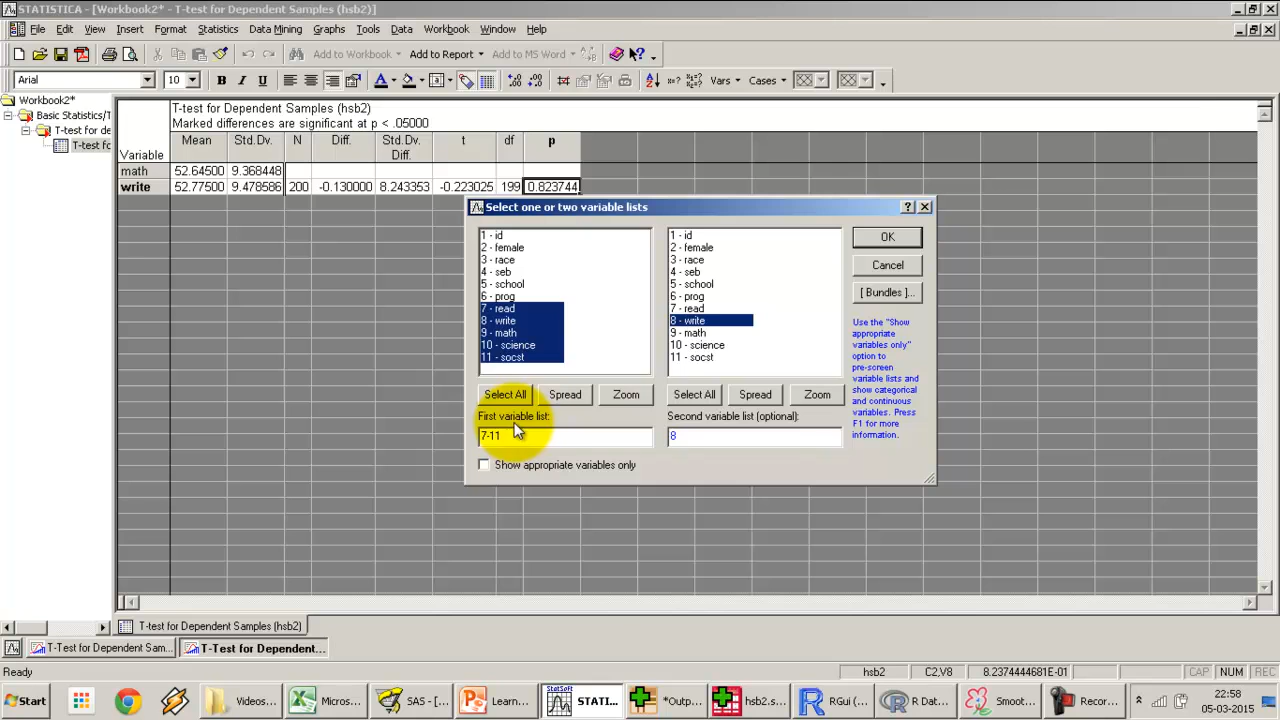 STATISTICA - [Workbook2* - T-test for Dependent Samples (hsb2)]
File Edit View Insert Format Statistics Data Mining Graphs Tools Data Workbook Window Help
Add to Workbook Add to Report Add to MS Word
Arial 10 B I U A Vars Cases
Workbook2*
Basic Statistics/T
T-test for de
T-test fo
T-test for Dependent Samples (hsb2)
Marked differences are significant at p < .05000
Variable Mean Std.Dv. N Diff. Std.Dv. Diff. t df p
math 52.64500 9.368448
write 52.77500 9.478586 200 -0.130000 8.243353 -0.223025 199 0.823744
Select one or two variable lists
1 - id
2 - female
3 - race
4 - seb
5 - school
6 - prog
7 - read
8 - write
9 - math
10 - science
11 - socst
1 - id
2 - female
3 - race
4 - seb
5 - school
6 - prog
7 - read
8 - write
9 - math
10 - science
11 - socst
OK
Cancel
[ Bundles ]...
Use the "Show
appropriate
variables only"
option to
pre-screen
variable lists and
show categorical
and continuous
variables. Press
F1 for more
information.
Select All Spread Zoom Select All Spread Zoom
First variable list: Second variable list (optional):
7-11 8
Show appropriate variables only
T-test for Dependent Samples (hsb2)
T-Test for Dependent Sam... T-Test for Dependent...
Ready hsb2 C2,V8 8.2374444681E-01 CAP NUM REC
Start Videos... Micros... SAS - (... Learn... STATI... *Outp... hsb2.s... RGui (... R Dat... Smoot... Recor... 22:58
05-03-2015